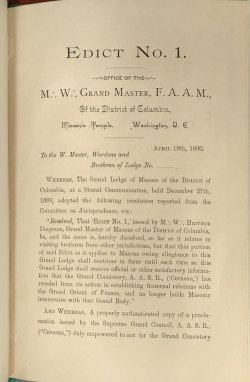 EDICT NO. 1.
OFFICE OF THE
M∴ W∴ GRAND MASTER, F. A. A. M.,
Of the District of Columbia,
Masonic Temple, Washington, D. C.
APRIL 19th, 1890.
To the W. Master, Wardens and
Brethren of Lodge No.
WHEREAS, The Grand Lodge of Masons of the District of
Columbia, at a Stated Communication, held December 27th,
1889, adopted the following resolution reported from the
Committee on Jurisprudence, viz:
"Resolved, That 'Edict No. 1,' issued by M∴ W∴, Harrison
Dingman, Grand Master of Masons of the District of Columbia,
be, and the same is, hereby dissolved, so far as it relates to
visiting brethren from other jurisdictions, but that that portion
of said Edict as it applies to Masons owing allegiance to this
Grand Lodge shall continue in force until such time as this
Grand Lodge shall receive official or other satisfactory informa-
tion that the Grand Consistory, A. A. S. R., ('Cerneau,') has
receded from its action in establishing fraternal relations with
the Grand Orient of France, and no longer holds Masonic
intercourse with that Grand Body."
AND WHEREAS, A properly authenticated copy of a procla-
mation issued by the Supreme Grand Council, A. A. S. R.,
("Cerneau," duly empowered to act for the Grand Consistory